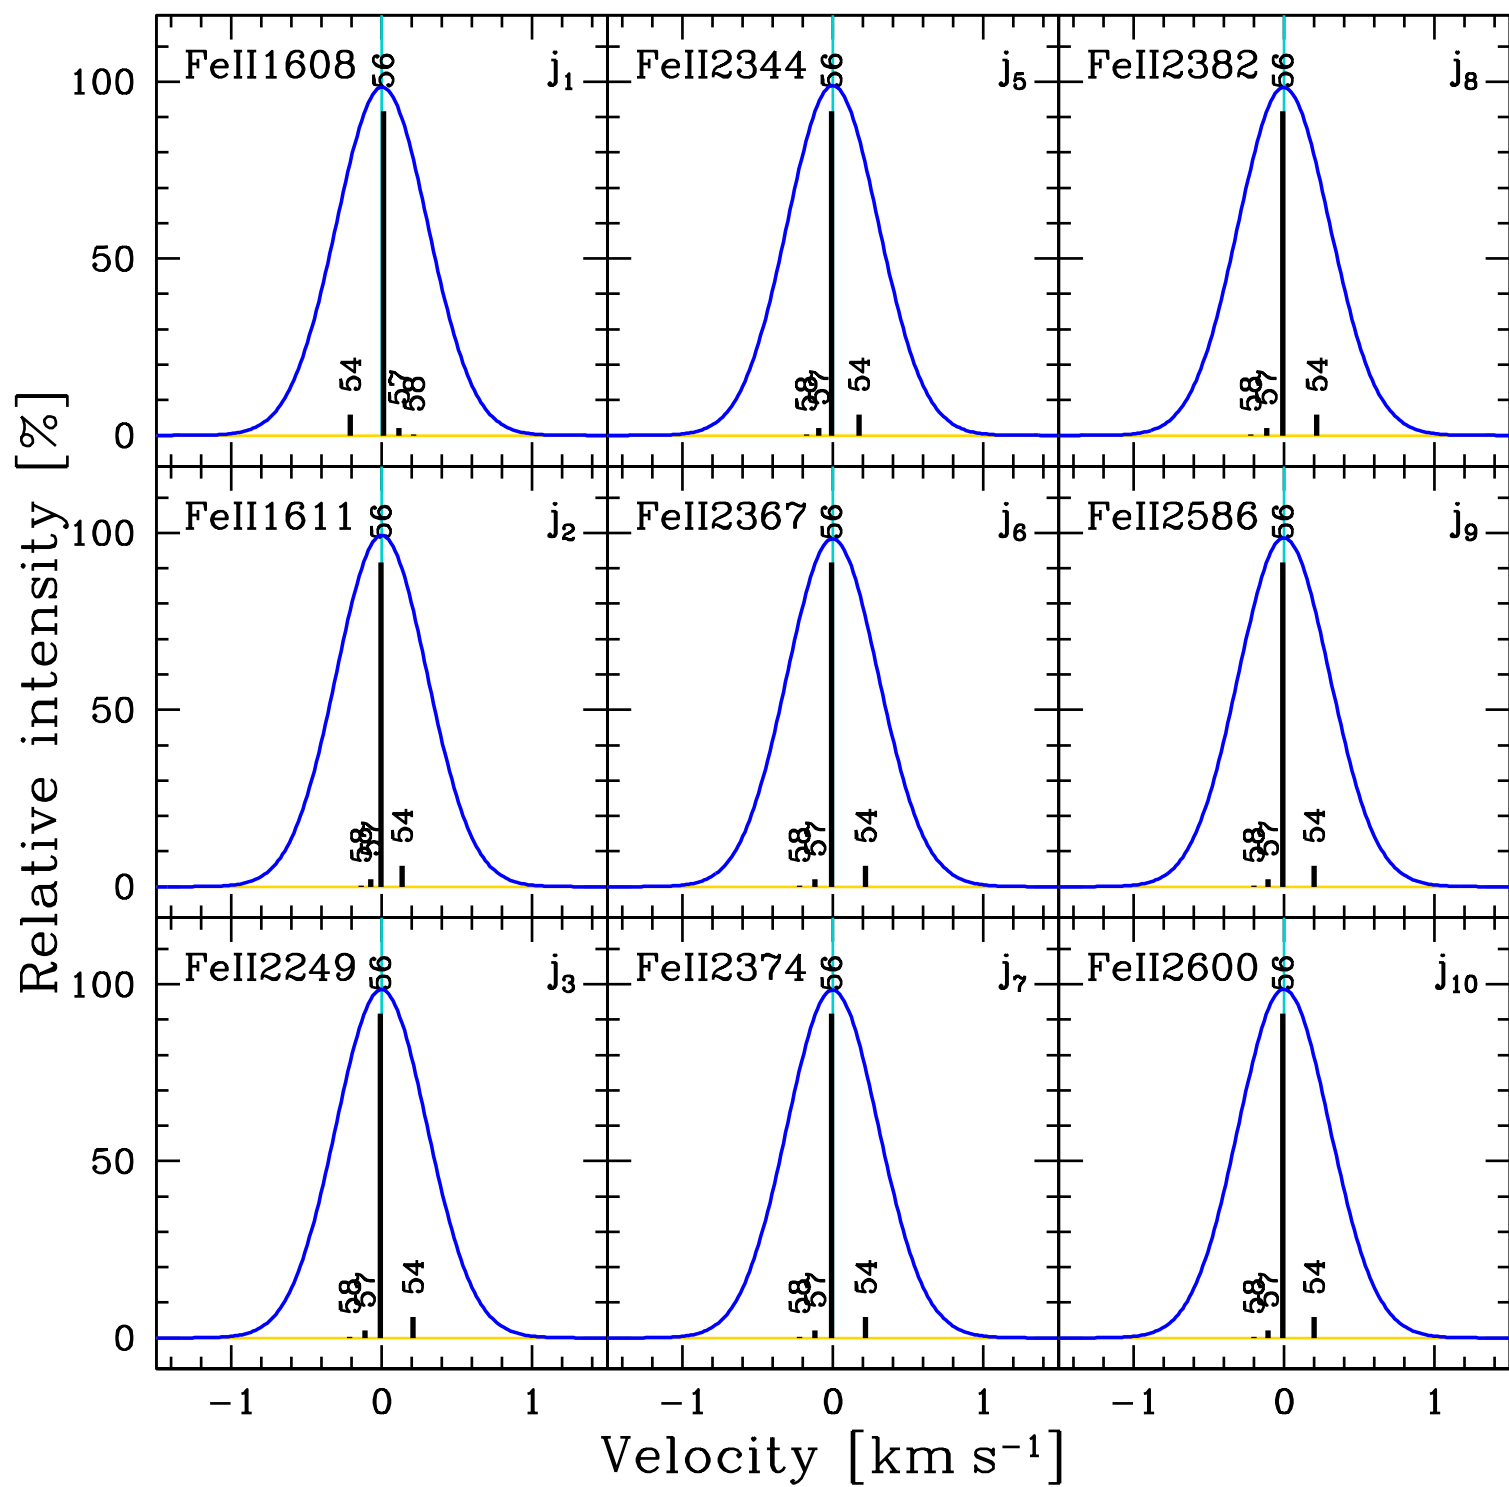 Relative intensity [%]
FeII1608 56 j1
100
50
0
54 57 58
FeII2344 56 j5
58 57 54
FeII2382 56 j8
58 57 54
FeII1611 56 j2
100
50
0
58 57 54
FeII2367 56 j6
58 57 54
FeII2586 56 j9
58 57 54
FeII2249 56 j3
100
50
0
58 57 54
FeII2374 56 j7
58 57 54
FeII2600 56 j10
58 57 54
−1 0 1
−1 0 1
−1 0 1
Velocity [km s⁻¹]